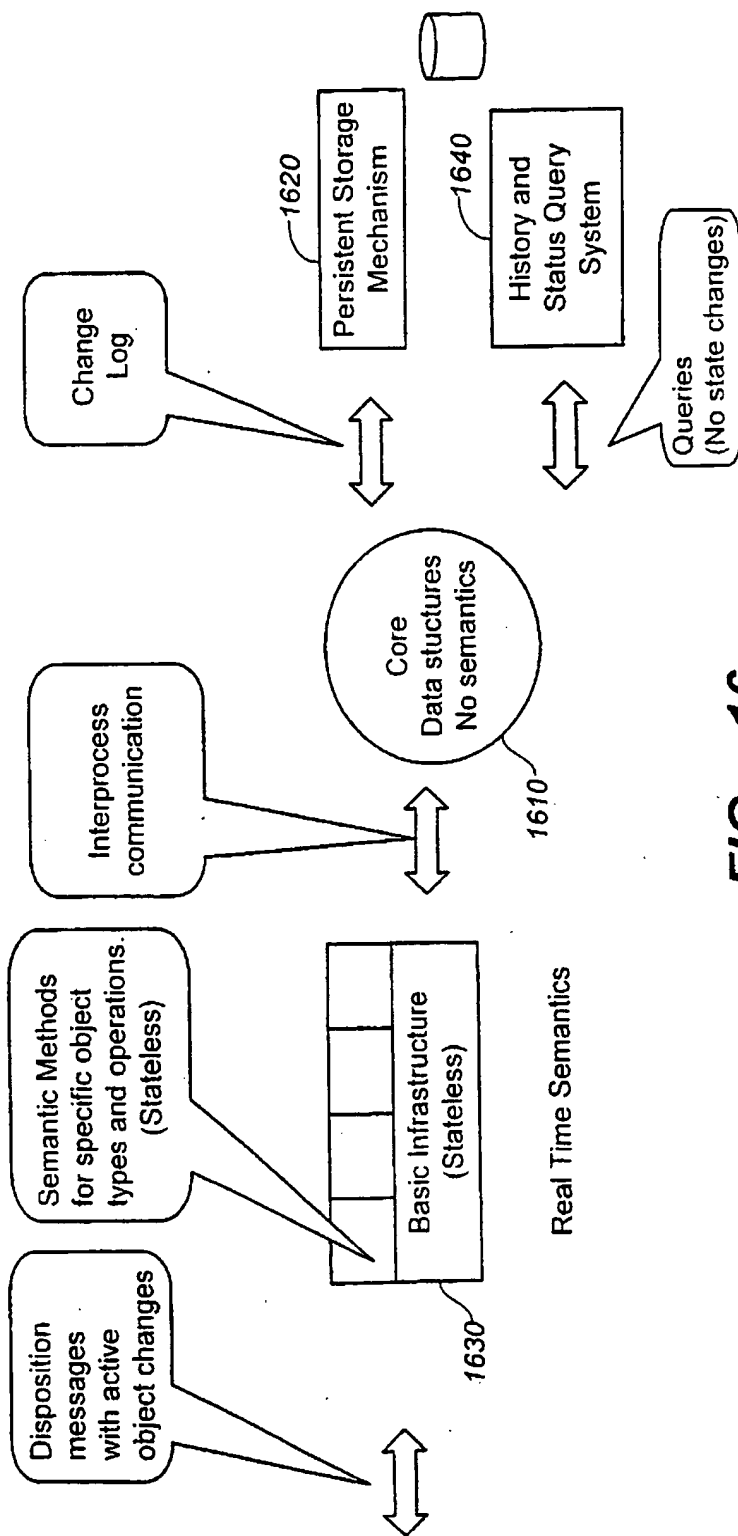 Disposition
messages
with active
object changes
Semantic Methods
for specific object
types and operations.
(Stateless)
Interprocess
communication
Change
Log
1630
Basic Infrastructure
(Stateless)
Real Time Semantics
1610
Core
Data stuctures
No semantics
1620
Persistent Storage
Mechanism
1640
History and
Status Query
System
Queries
(No state changes)